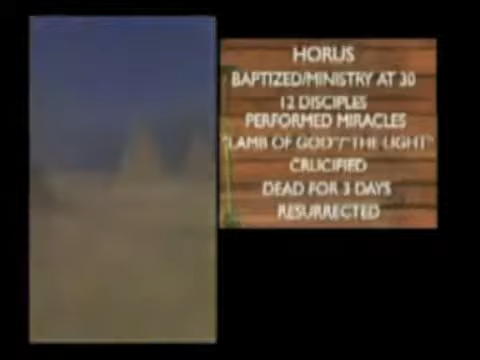 HORUS
BAPTIZED/MINISTRY AT 30
12 DISCIPLES
PERFORMED MIRACLES
"LAMB OF GOD"/"THE LIGHT"
CRUCIFIED
DEAD FOR 3 DAYS
RESURRECTED